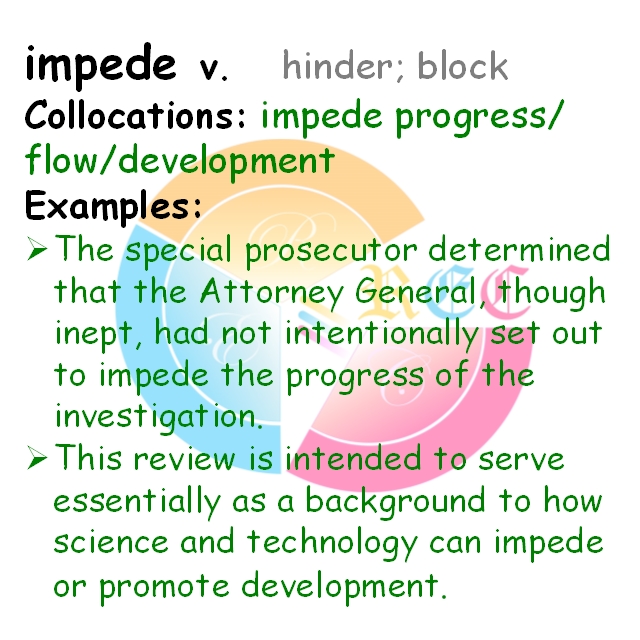 impede v. hinder; block
Collocations: impede progress/
flow/development
Examples:
➢ The special prosecutor determined
that the Attorney General, though
inept, had not intentionally set out
to impede the progress of the
investigation.
➢ This review is intended to serve
essentially as a background to how
science and technology can impede
or promote development.
REC
R
E
C